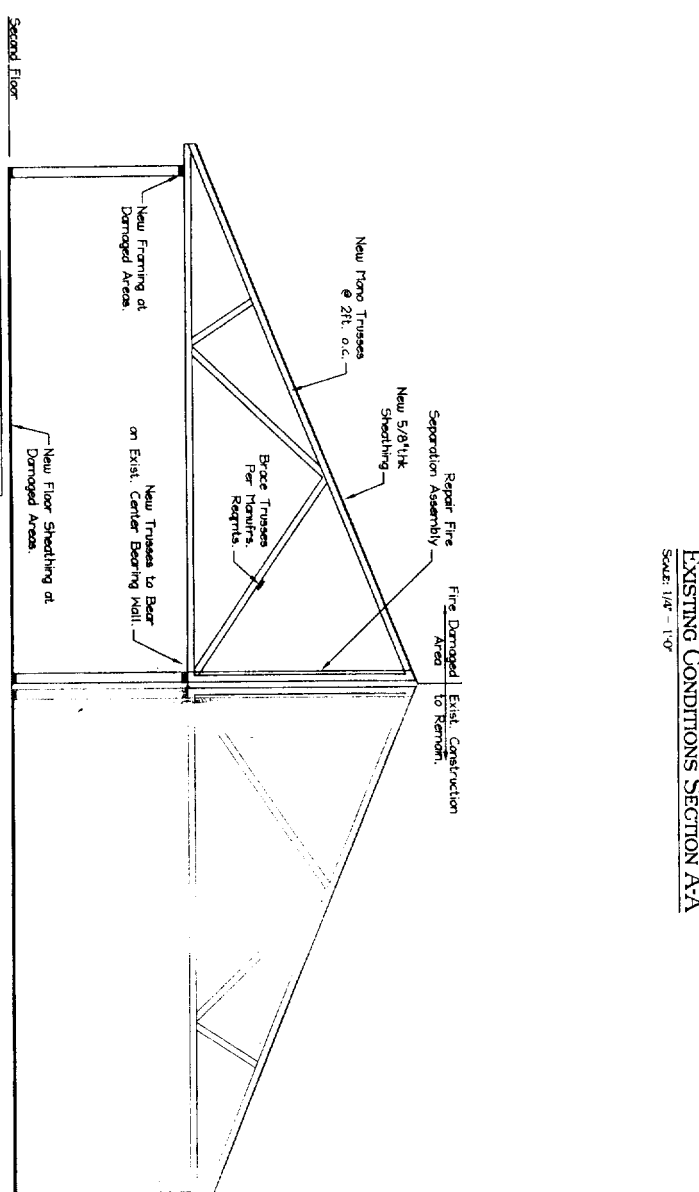 EXISTING CONDITIONS SECTION A-A
SCALE: 1/4" - 1'-0"
Fire Damaged
Area
Exist. Construction
to Remain.
Repair Fire
Separation Assembly
New 5/8"thk
Sheathing
New Mono Trusses
@ 2ft. o.c.
Brace Trusses
Per Manufrs.
Reqmts.
New Framing at
Damaged Areas.
New Trusses to Bear
on Exist. Center Bearing Wall.
New Floor Sheathing at
Damaged Areas.
Second Floor